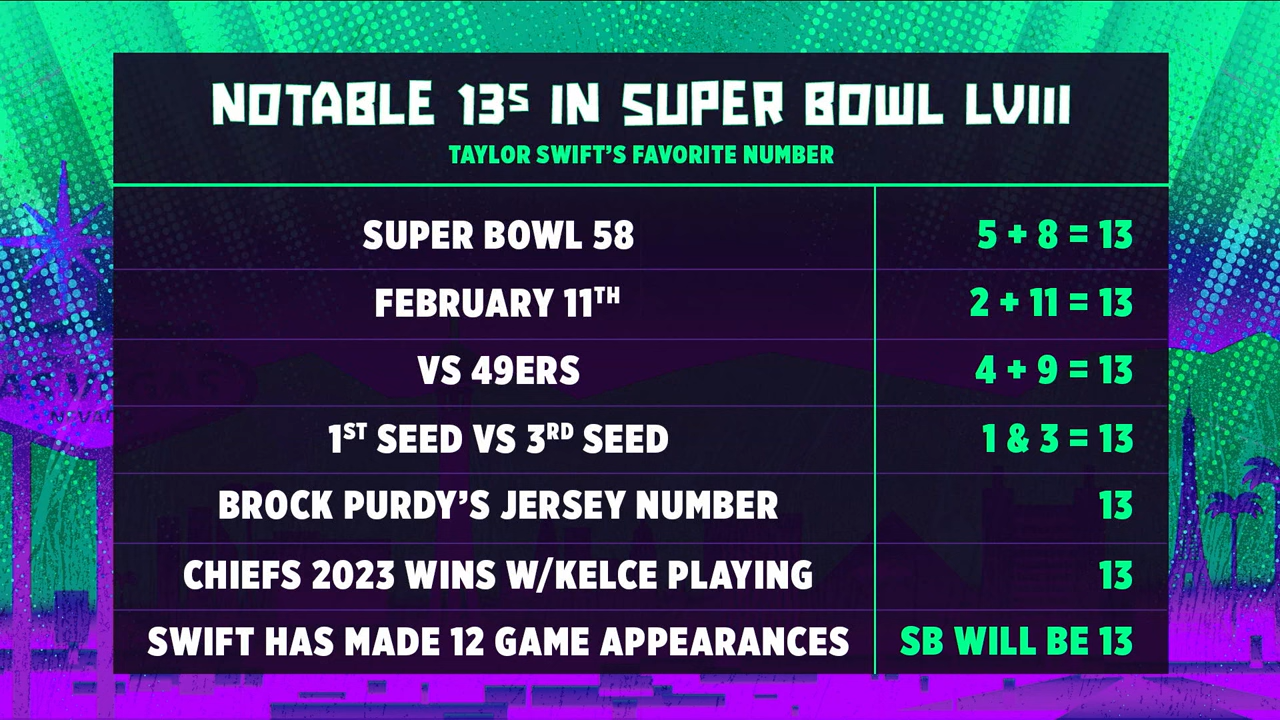 NOTABLE 13S IN SUPER BOWL LVIII
TAYLOR SWIFT'S FAVORITE NUMBER
SUPER BOWL 58 5 + 8 = 13
FEBRUARY 11TH 2 + 11 = 13
VS 49ERS 4 + 9 = 13
1ST SEED VS 3RD SEED 1 & 3 = 13
BROCK PURDY'S JERSEY NUMBER 13
CHIEFS 2023 WINS W/KELCE PLAYING 13
SWIFT HAS MADE 12 GAME APPEARANCES SB WILL BE 13